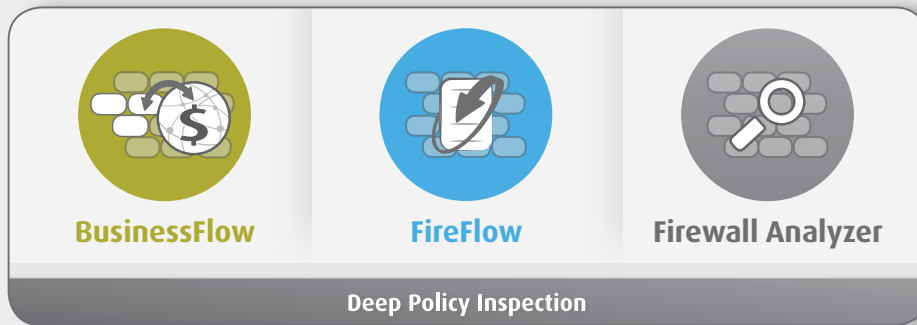 BusinessFlow
FireFlow
Firewall Analyzer
Deep Policy Inspection